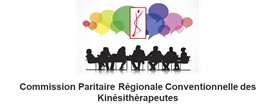 Commission Paritaire Régionale Conventionnelle des
Kinésithérapeutes